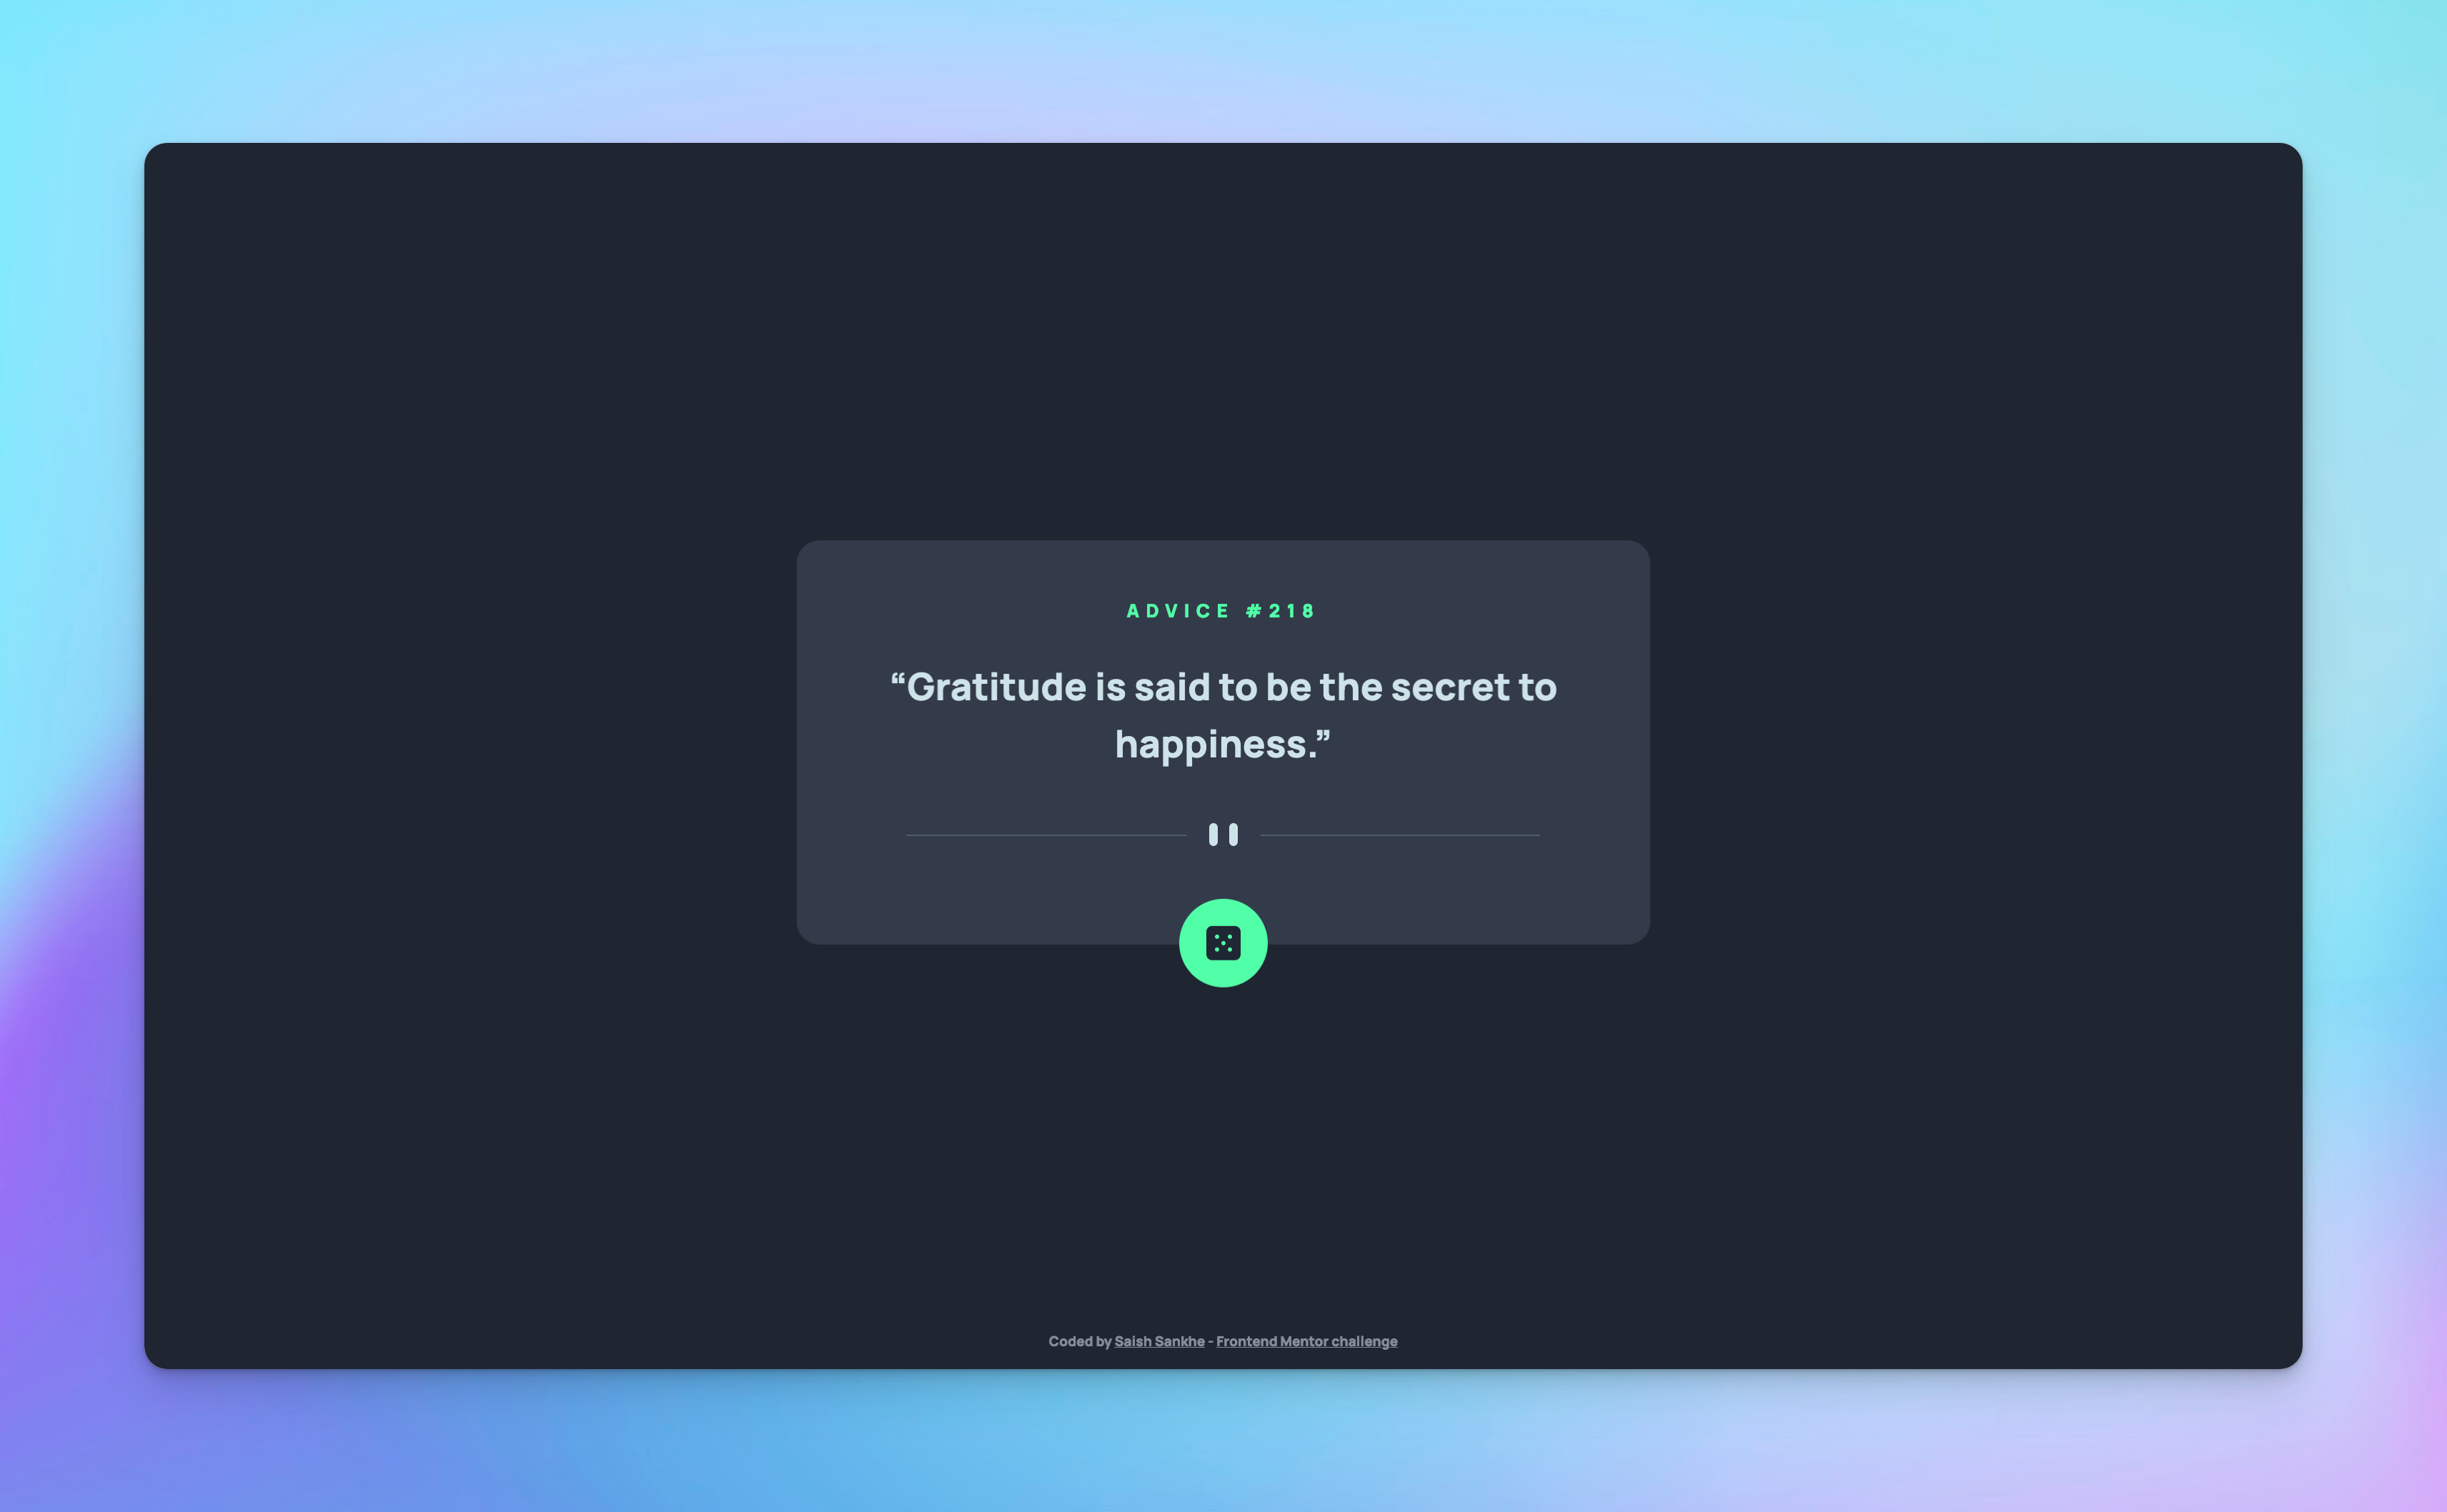 ADVICE #218
“Gratitude is said to be the secret to
happiness.”
Coded by Saish Sankhe - Frontend Mentor challenge